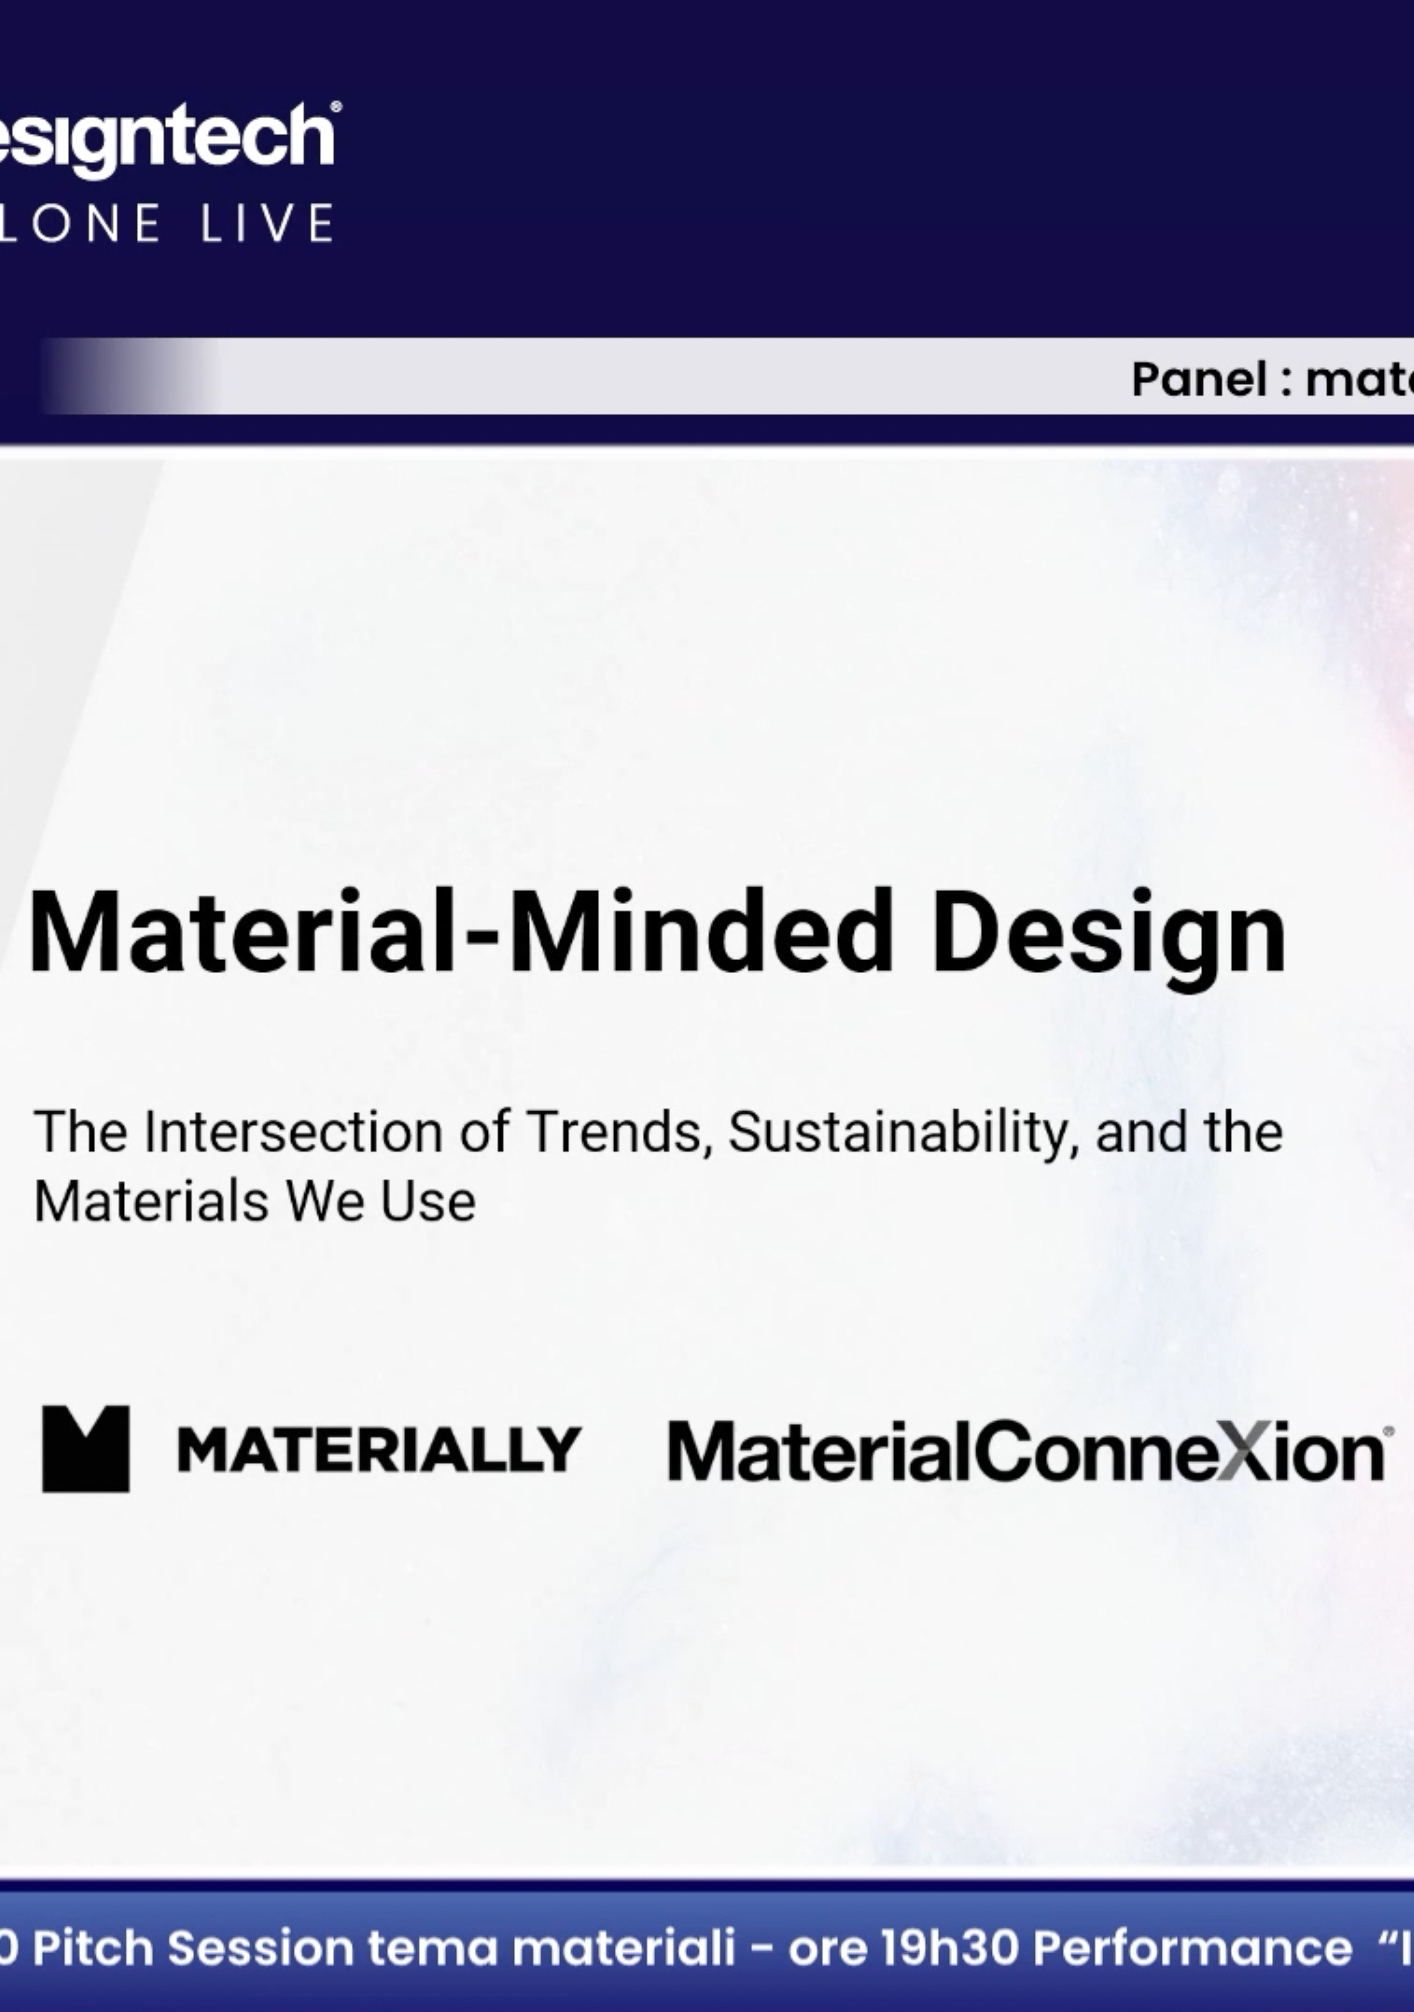 esigntech®
LONE LIVE
Panel : mate
Material-Minded Design
The Intersection of Trends, Sustainability, and the
Materials We Use
MATERIALLY MaterialConneXion®
0 Pitch Session tema materiali - ore 19h30 Performance “I